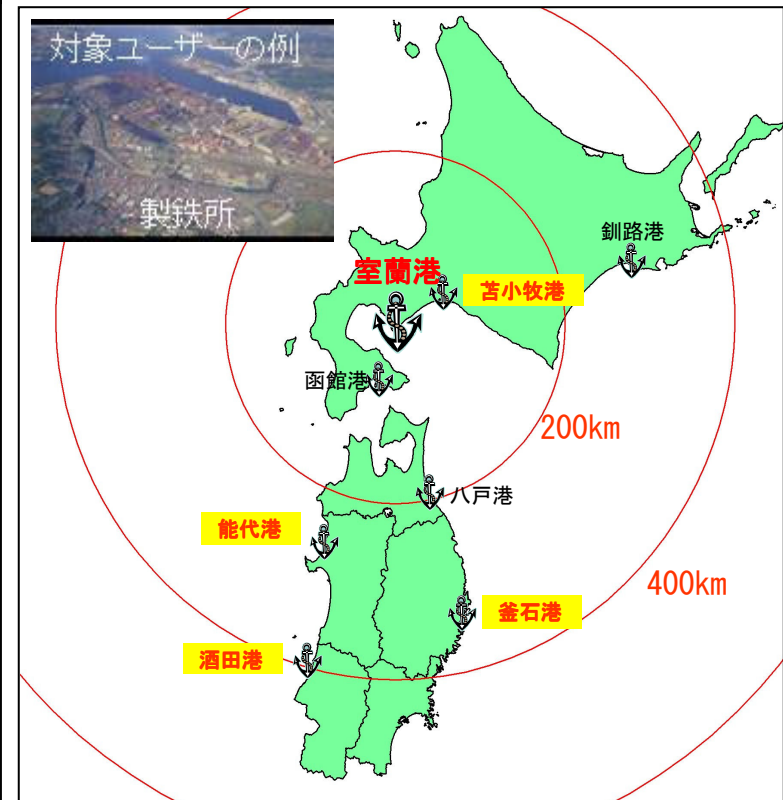 対象ユーザーの例
製鉄所
釧路港
室蘭港
苫小牧港
函館港
200km
八戸港
能代港
400km
釜石港
酒田港